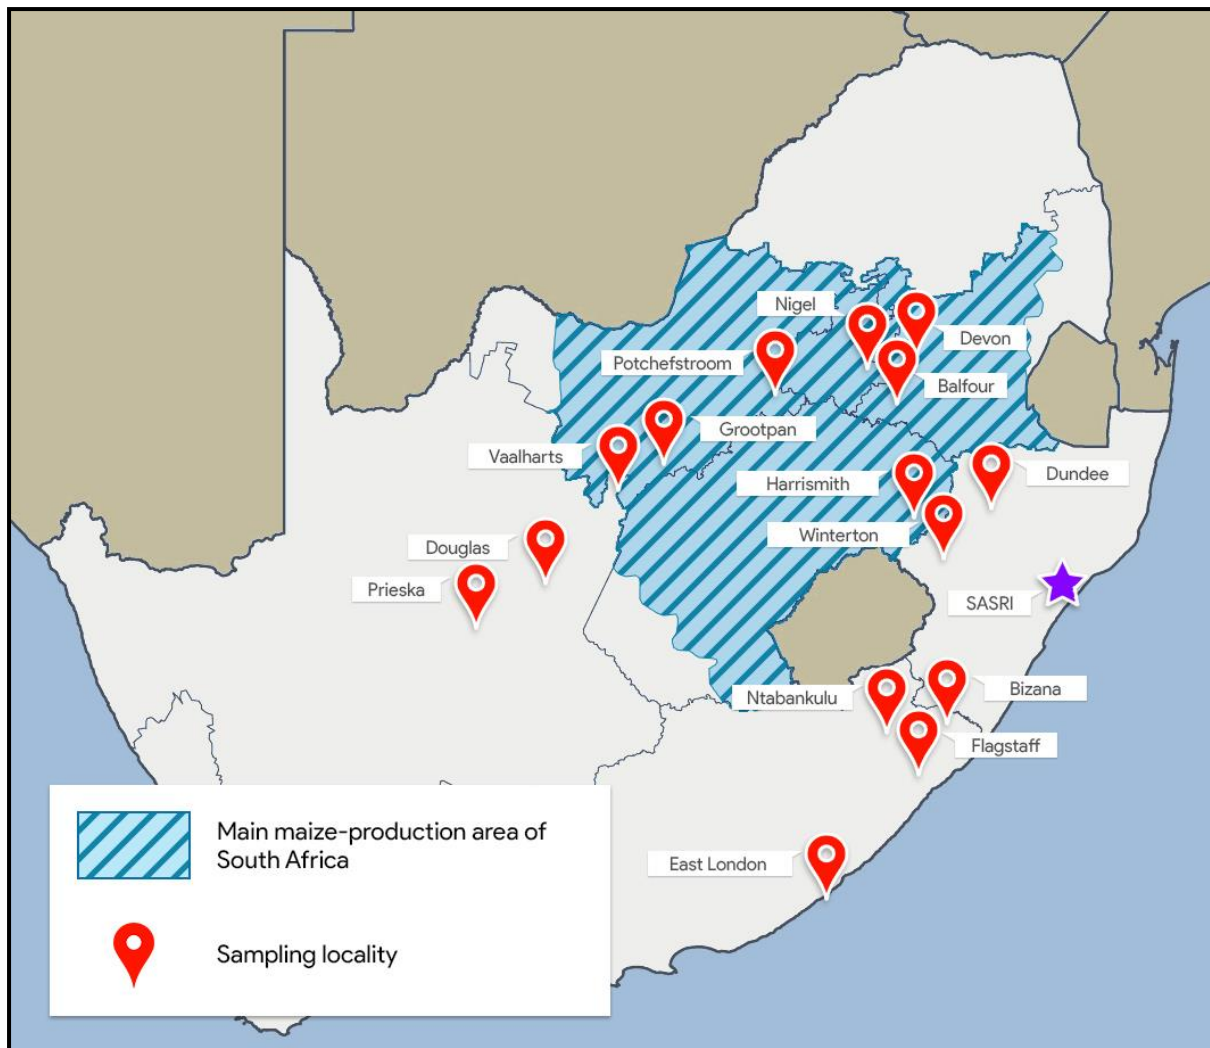 Nigel
Devon
Potchefstroom
Balfour
Grootpan
Vaalharts
Dundee
Harrismith
Winterton
Douglas
Prieska
SASRI
Ntabankulu
Bizana
Flagstaff
East London
Main maize-production area of
South Africa
Sampling locality